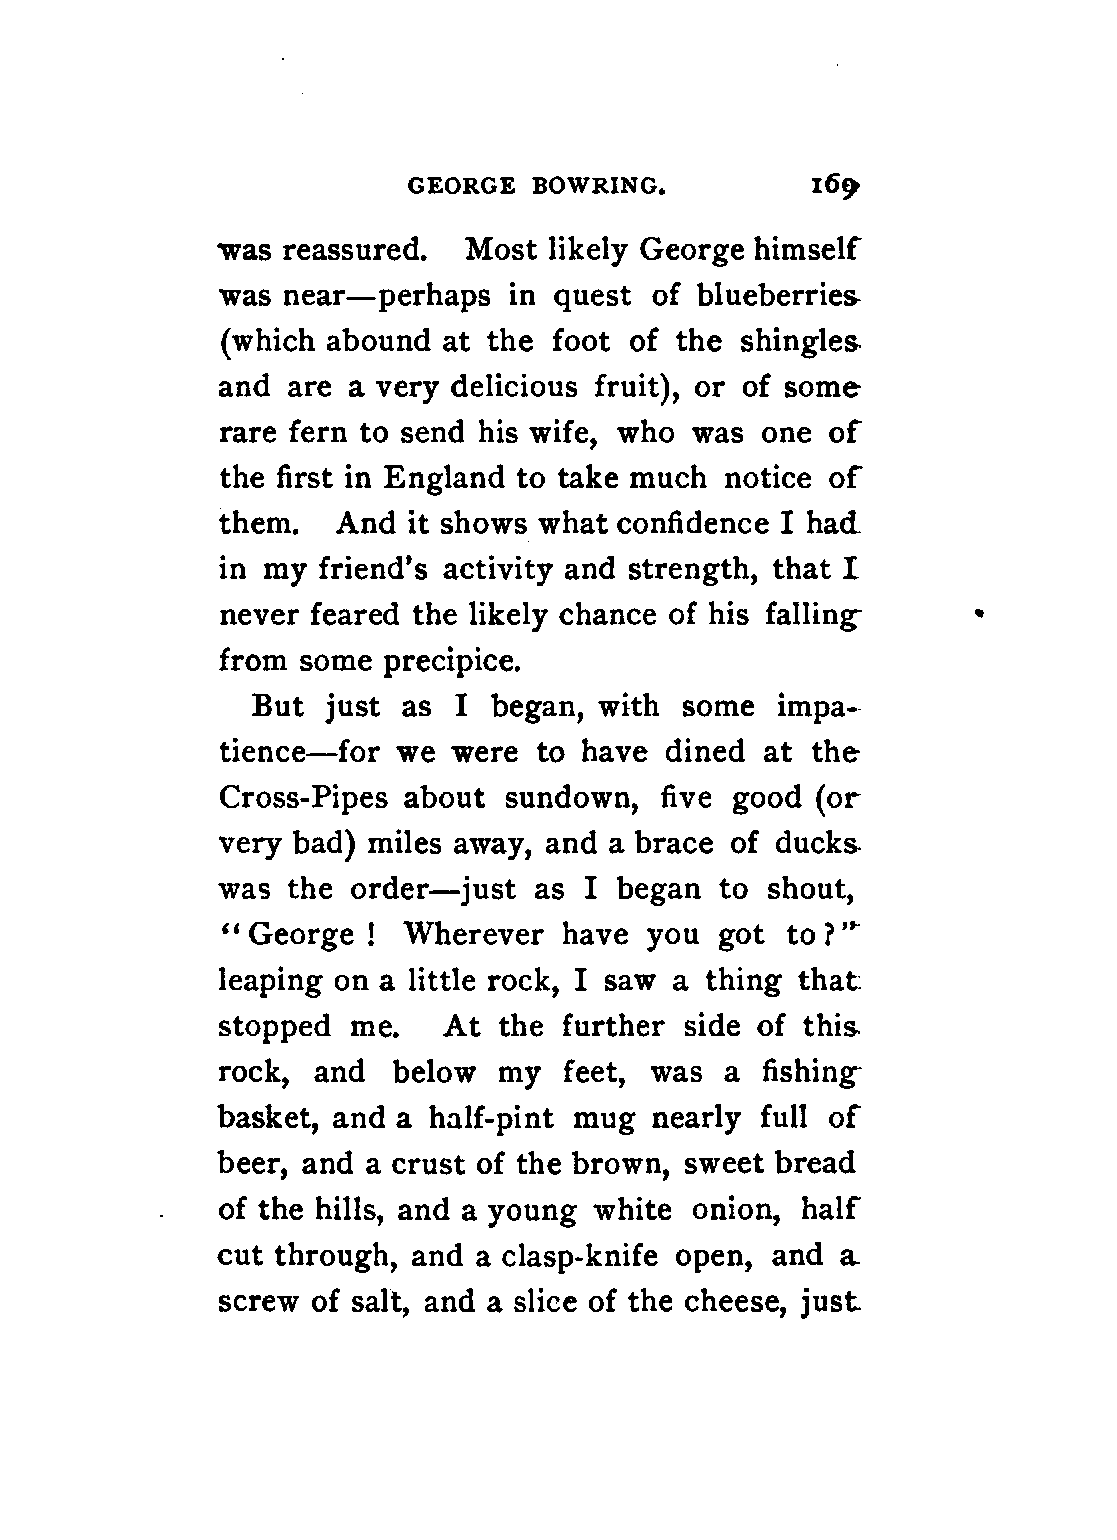 GEORGE BOWRING. 169
was reassured. Most likely George himself
was near—perhaps in quest of blueberries
(which abound at the foot of the shingles
and are a very delicious fruit), or of some
rare fern to send his wife, who was one of
the first in England to take much notice of
them. And it shows what confidence I had
in my friend's activity and strength, that I
never feared the likely chance of his falling
from some precipice.
But just as I began, with some impa-
tience—for we were to have dined at the
Cross-Pipes about sundown, five good (or
very bad) miles away, and a brace of ducks
was the order—just as I began to shout,
"George! Wherever have you got to?"
leaping on a little rock, I saw a thing that
stopped me. At the further side of this
rock, and below my feet, was a fishing
basket, and a half-pint mug nearly full of
beer, and a crust of the brown, sweet bread
of the hills, and a young white onion, half
cut through, and a clasp-knife open, and a
screw of salt, and a slice of the cheese, just